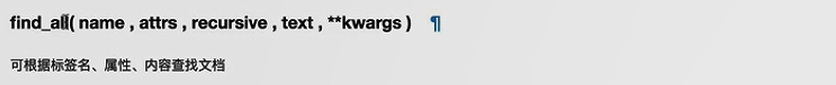 find_all( name , attrs , recursive , text , **kwargs ) ¶
可根据标签名、属性、内容查找文档